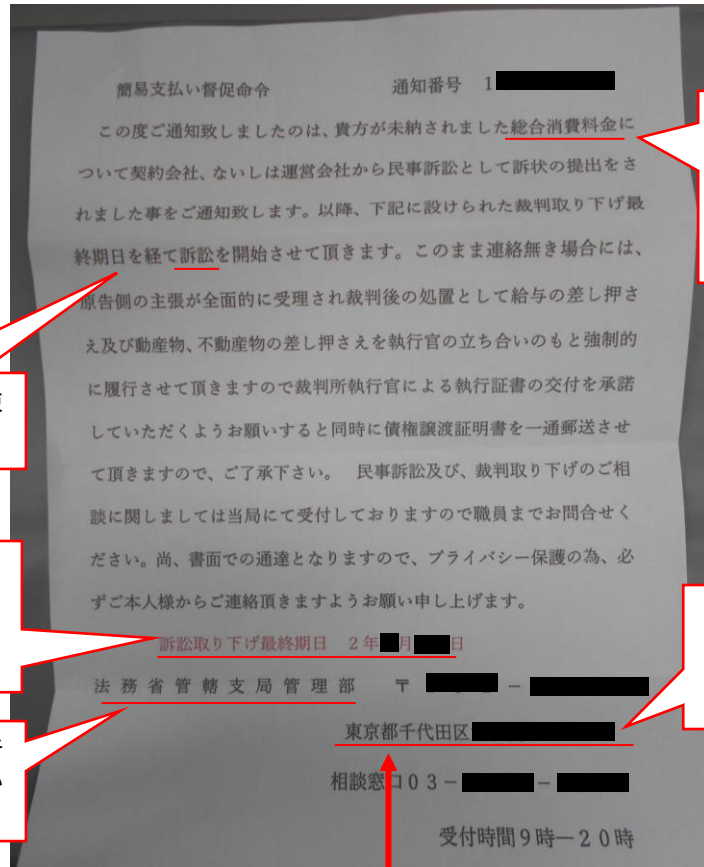 簡易支払い督促命令　通知番号　1
この度ご通知致しましたのは、貴方が未納されました総合消費料金に
ついて契約会社、ないしは運営会社から民事訴訟として訴状の提出をさ
れました事をご通知致します。以降、下記に設けられた裁判取り下げ最
終期日を経て訴訟を開始させて頂きます。このまま連絡無き場合には、
原告側の主張が全面的に受理され裁判後の処置として給与の差し押さ
え及び動産物、不動産物の差し押さえを執行官の立ち合いのもと強制的
に履行させて頂きますので裁判所執行官による執行証書の交付を承諾
していただくようお願いすると同時に債権譲渡証明書を一通郵送させ
て頂きますので、ご了承下さい。　民事訴訟及び、裁判取り下げのご相
談に関しましては当局にて受付しておりますので職員までお問合せく
ださい。尚、書面での通達となりますので、プライバシー保護の為、必
ずご本人様からご連絡頂きますようお願い申し上げます。
訴訟取り下げ最終期日　2年　月　日
法務省管轄支局管理部　〒　－
東京都千代田区
相談窓口０３－　－
受付時間９時―２０時